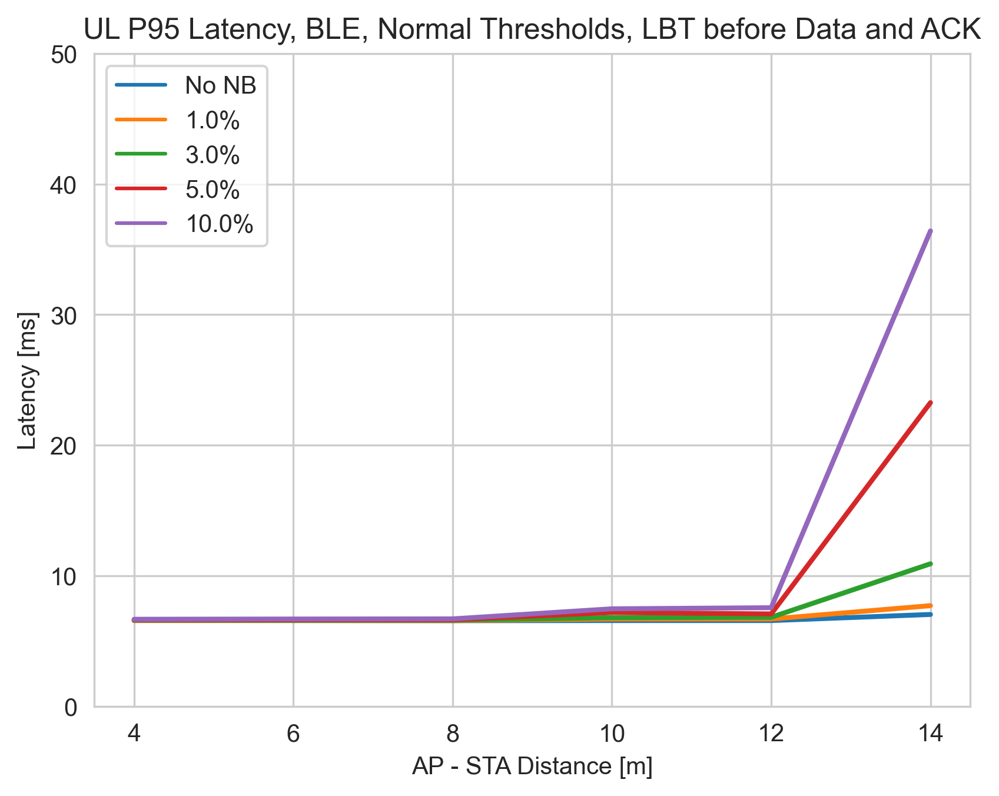 UL P95 Latency, BLE, Normal Thresholds, LBT before Data and ACK
50
40
30
20
10
0
Latency [ms]
No NB
1.0%
3.0%
5.0%
10.0%
4 6 8 10 12 14
AP - STA Distance [m]